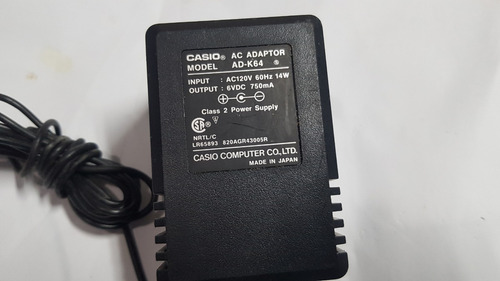 CASIO® AC ADAPTOR
MODEL AD-K64
INPUT : AC120V 60Hz 14W
OUTPUT : 6VDC 750mA
Class 2 Power Supply
NRTL/C
LR65893 820AGR43005R
CASIO COMPUTER CO.,LTD.
MADE IN JAPAN